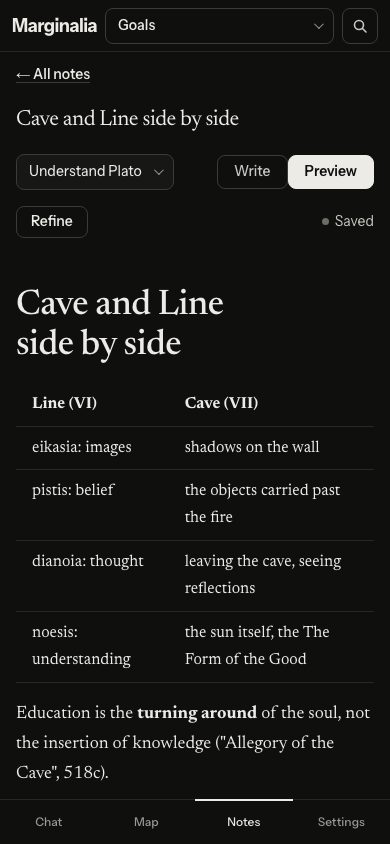 Marginalia
Goals
← All notes
Cave and Line side by side
Understand Plato
Write
Preview
Refine
Saved
Cave and Line
side by side
Line (VI)
Cave (VII)
eikasia: images
shadows on the wall
pistis: belief
the objects carried past
the fire
dianoia: thought
leaving the cave, seeing
reflections
noesis:
understanding
the sun itself, the The
Form of the Good
Education is the turning around of the soul, not
the insertion of knowledge ("Allegory of the
Cave", 518c).
Chat
Map
Notes
Settings